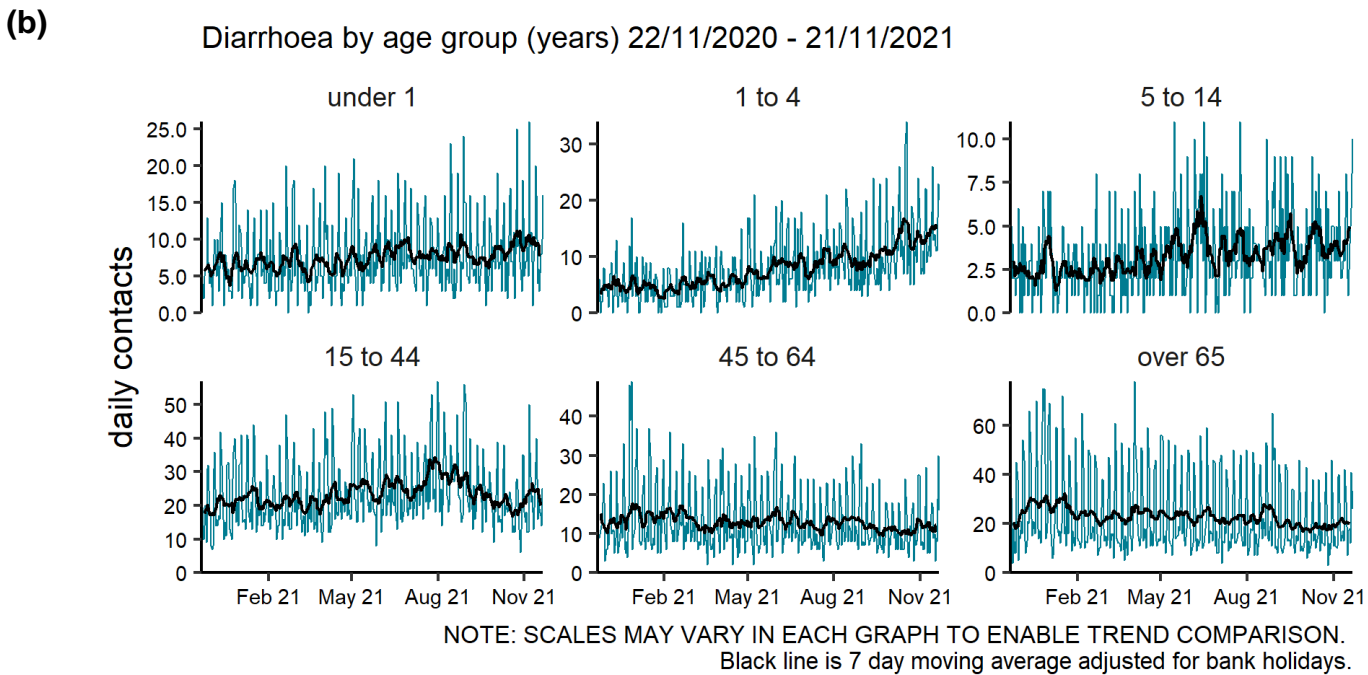 (b)
Diarrhoea by age group (years) 22/11/2020 - 21/11/2021
under 1
1 to 4
5 to 14
25.0
20.0
15.0
10.0
5.0
0.0
30
20
10
0
10.0
7.5
5.0
2.5
0.0
daily contacts
15 to 44
45 to 64
over 65
50
40
30
20
10
0
40
30
20
10
0
60
40
20
0
Feb 21 May 21 Aug 21 Nov 21
Feb 21 May 21 Aug 21 Nov 21
Feb 21 May 21 Aug 21 Nov 21
NOTE: SCALES MAY VARY IN EACH GRAPH TO ENABLE TREND COMPARISON.
Black line is 7 day moving average adjusted for bank holidays.